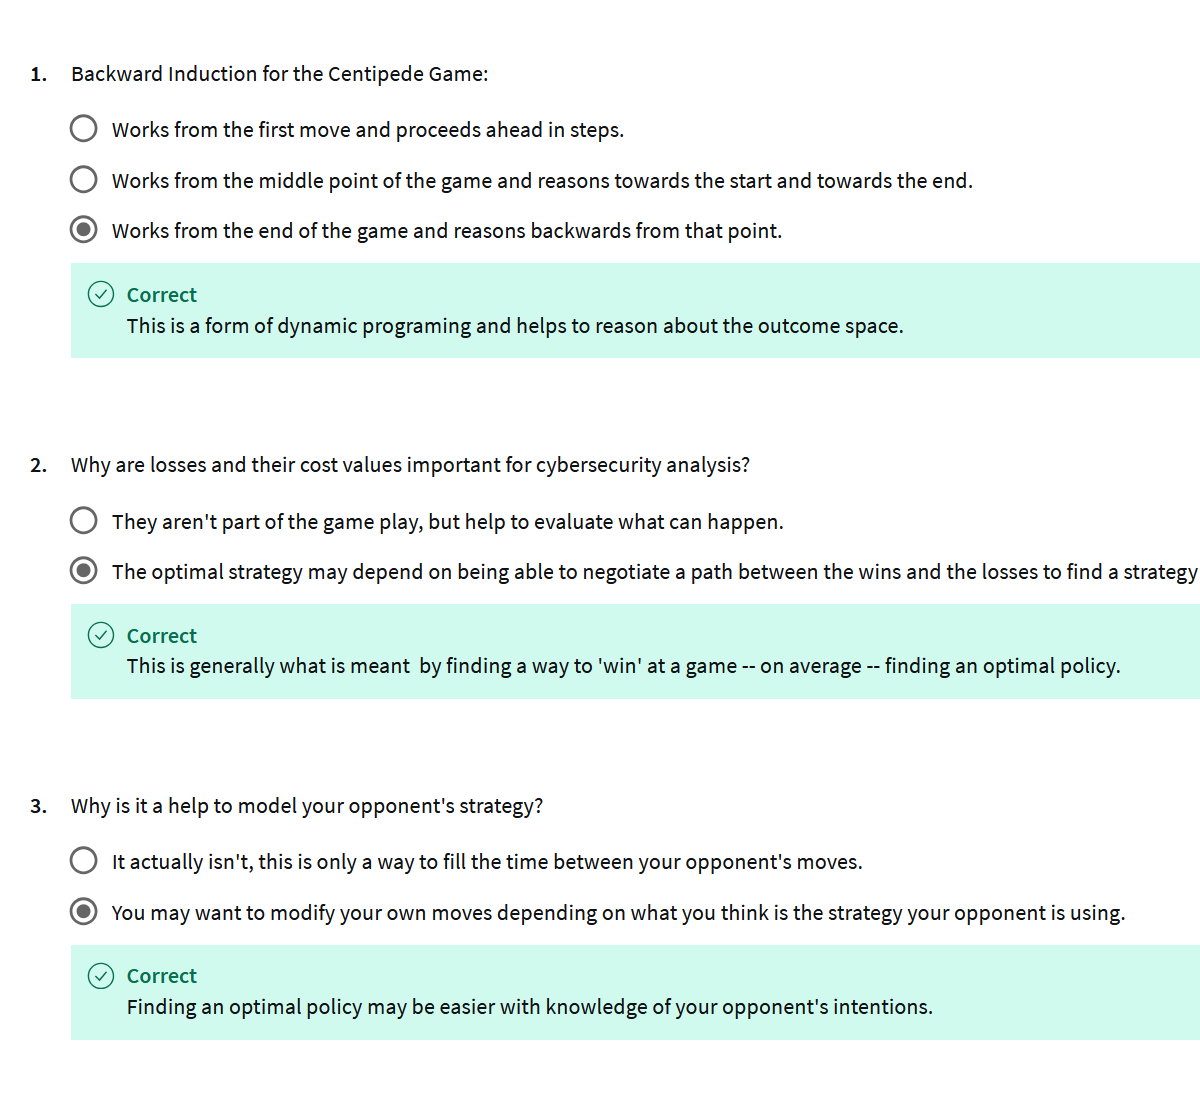 1. Backward Induction for the Centipede Game:
Works from the first move and proceeds ahead in steps.
Works from the middle point of the game and reasons towards the start and towards the end.
Works from the end of the game and reasons backwards from that point.
Correct
This is a form of dynamic programing and helps to reason about the outcome space.
2. Why are losses and their cost values important for cybersecurity analysis?
They aren't part of the game play, but help to evaluate what can happen.
The optimal strategy may depend on being able to negotiate a path between the wins and the losses to find a strategy
Correct
This is generally what is meant by finding a way to 'win' at a game -- on average -- finding an optimal policy.
3. Why is it a help to model your opponent's strategy?
It actually isn't, this is only a way to fill the time between your opponent's moves.
You may want to modify your own moves depending on what you think is the strategy your opponent is using.
Correct
Finding an optimal policy may be easier with knowledge of your opponent's intentions.